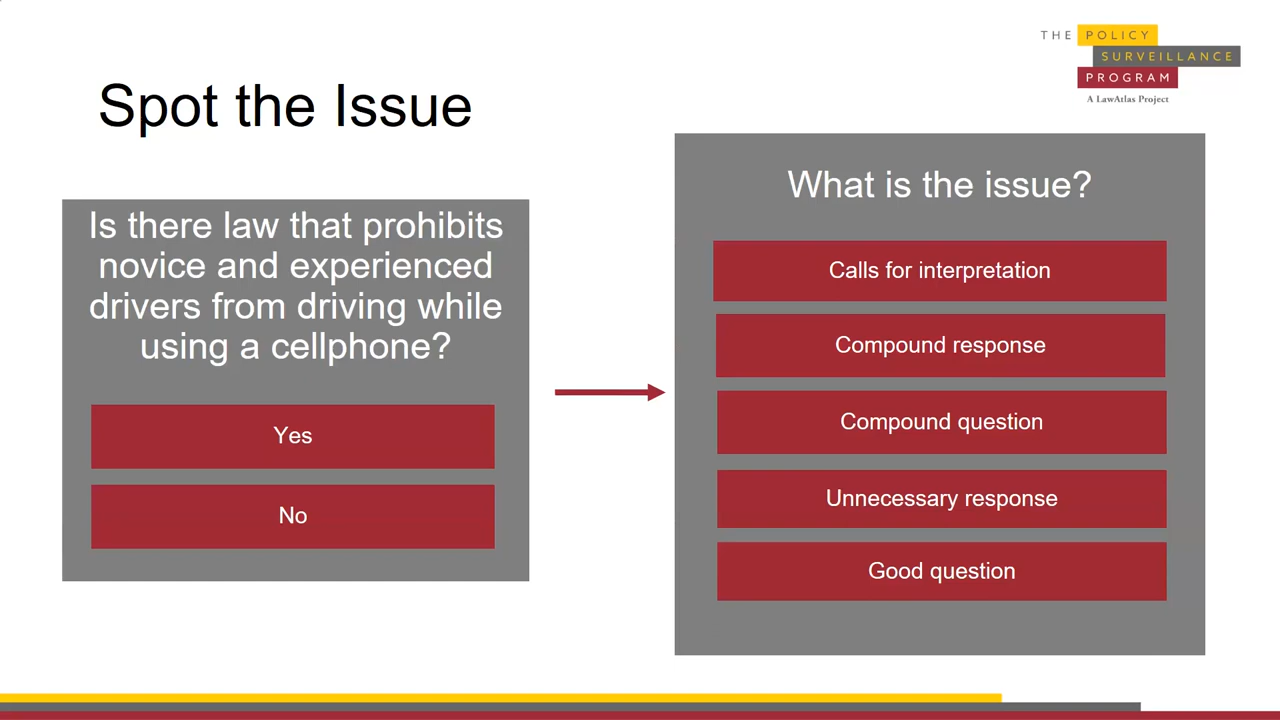 THE POLICY
SURVEILLANCE
PROGRAM
A LawAtlas Project
Spot the Issue
Is there law that prohibits
novice and experienced
drivers from driving while
using a cellphone?
Yes
No
What is the issue?
Calls for interpretation
Compound response
Compound question
Unnecessary response
Good question